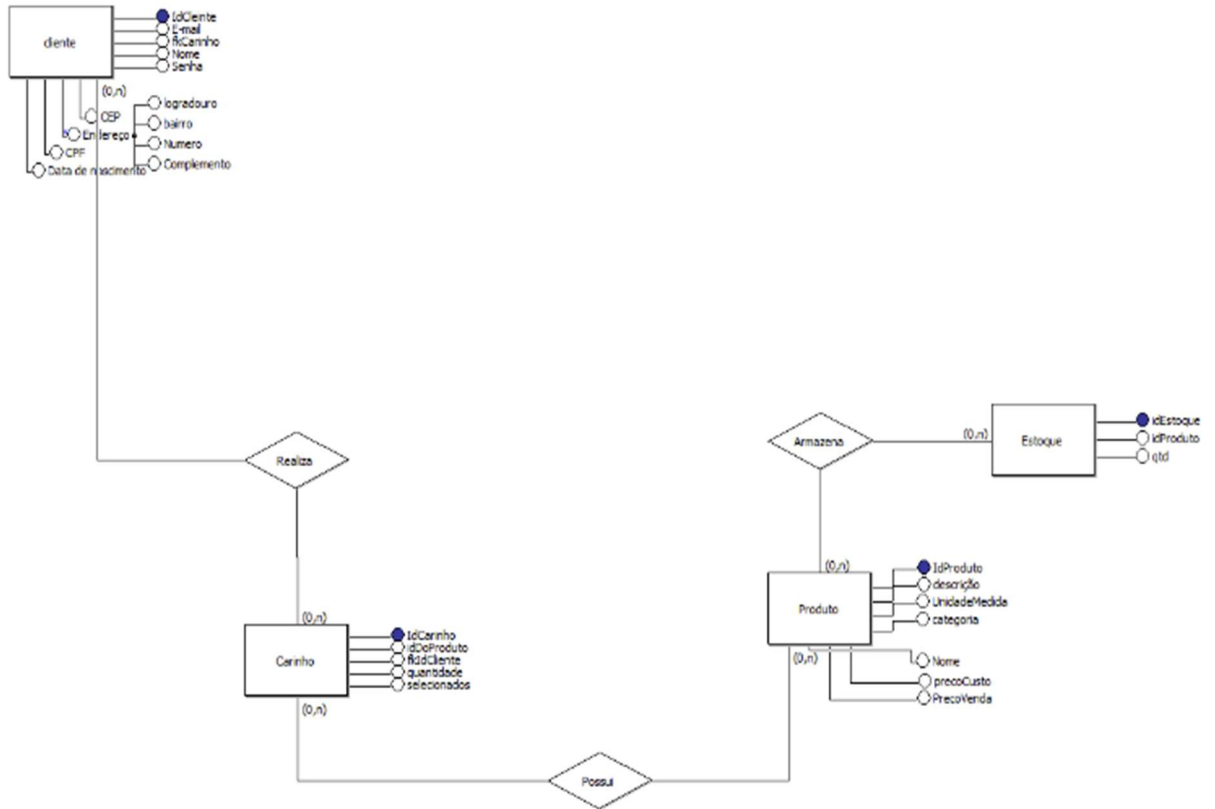 cliente
IdCleinte
E-mail
fkCarinho
Nome
Senha
(0,n)
CEP
Endereço
CPF
Data de nascimento
logradouro
bairro
Numero
Complemento
Realiza
Armazena
(0,n)
Estoque
idEstoque
idProduto
qtd
(0,n)
Produto
IdProduto
descrição
UnidadeMedida
categoria
(0,n)
Nome
precoCusto
PrecoVenda
(0,n)
Carinho
IdCarinho
idDoProduto
fkIdCliente
quantidade
selecionados
(0,n)
Possui